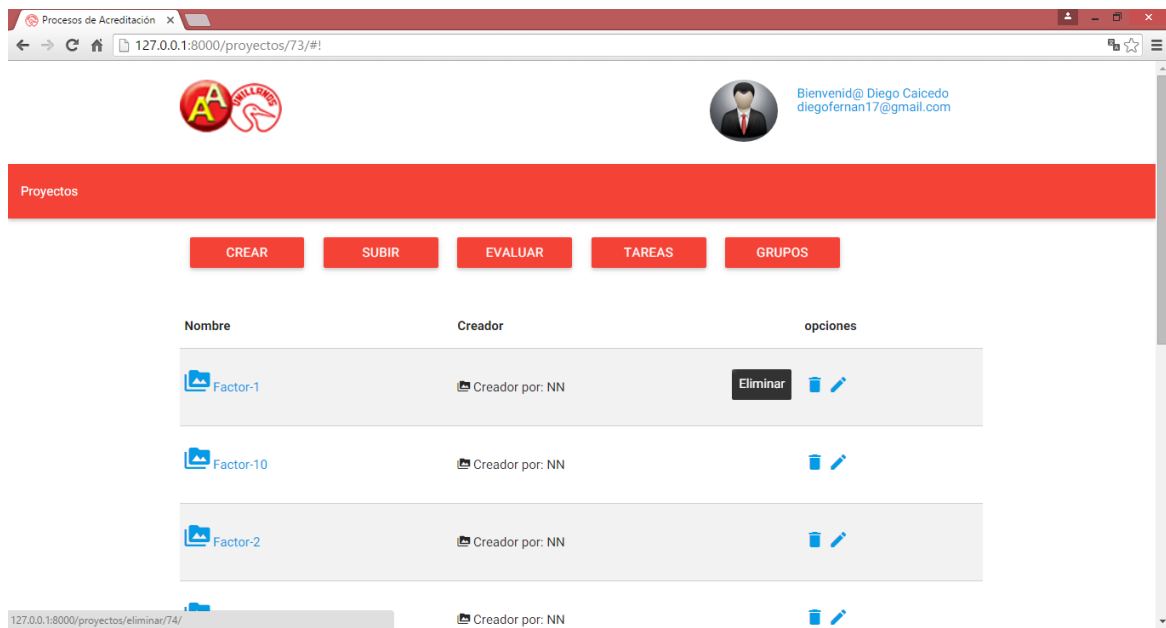 Procesos de Acreditación
127.0.0.1:8000/proyectos/73/#!
AAA
UNILLANOS
Bienvenid@ Diego Caicedo
diegofernan17@gmail.com
Proyectos
CREAR SUBIR EVALUAR TAREAS GRUPOS
Nombre Creador opciones
Factor-1 Creador por: NN Eliminar
Factor-10 Creador por: NN
Factor-2 Creador por: NN
Creador por: NN
127.0.0.1:8000/proyectos/eliminar/74/